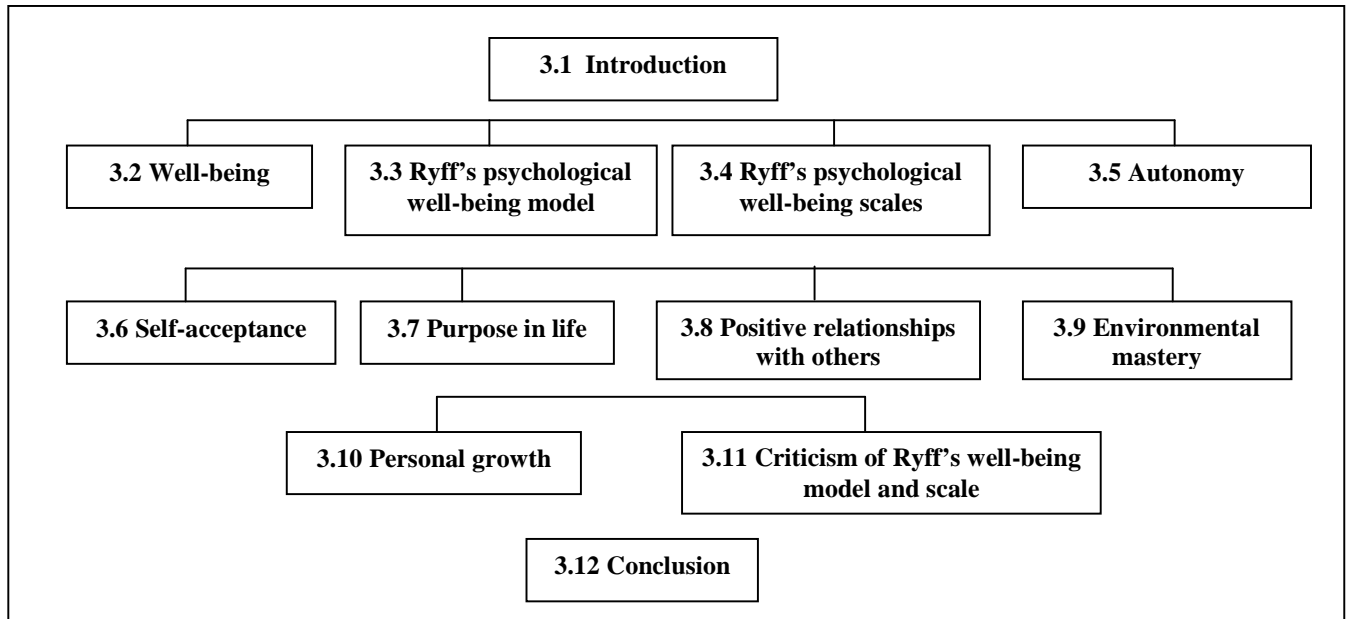 3.1 Introduction
3.2 Well-being
3.3 Ryff’s psychological
well-being model
3.4 Ryff’s psychological
well-being scales
3.5 Autonomy
3.6 Self-acceptance
3.7 Purpose in life
3.8 Positive relationships
with others
3.9 Environmental
mastery
3.10 Personal growth
3.11 Criticism of Ryff’s well-being
model and scale
3.12 Conclusion